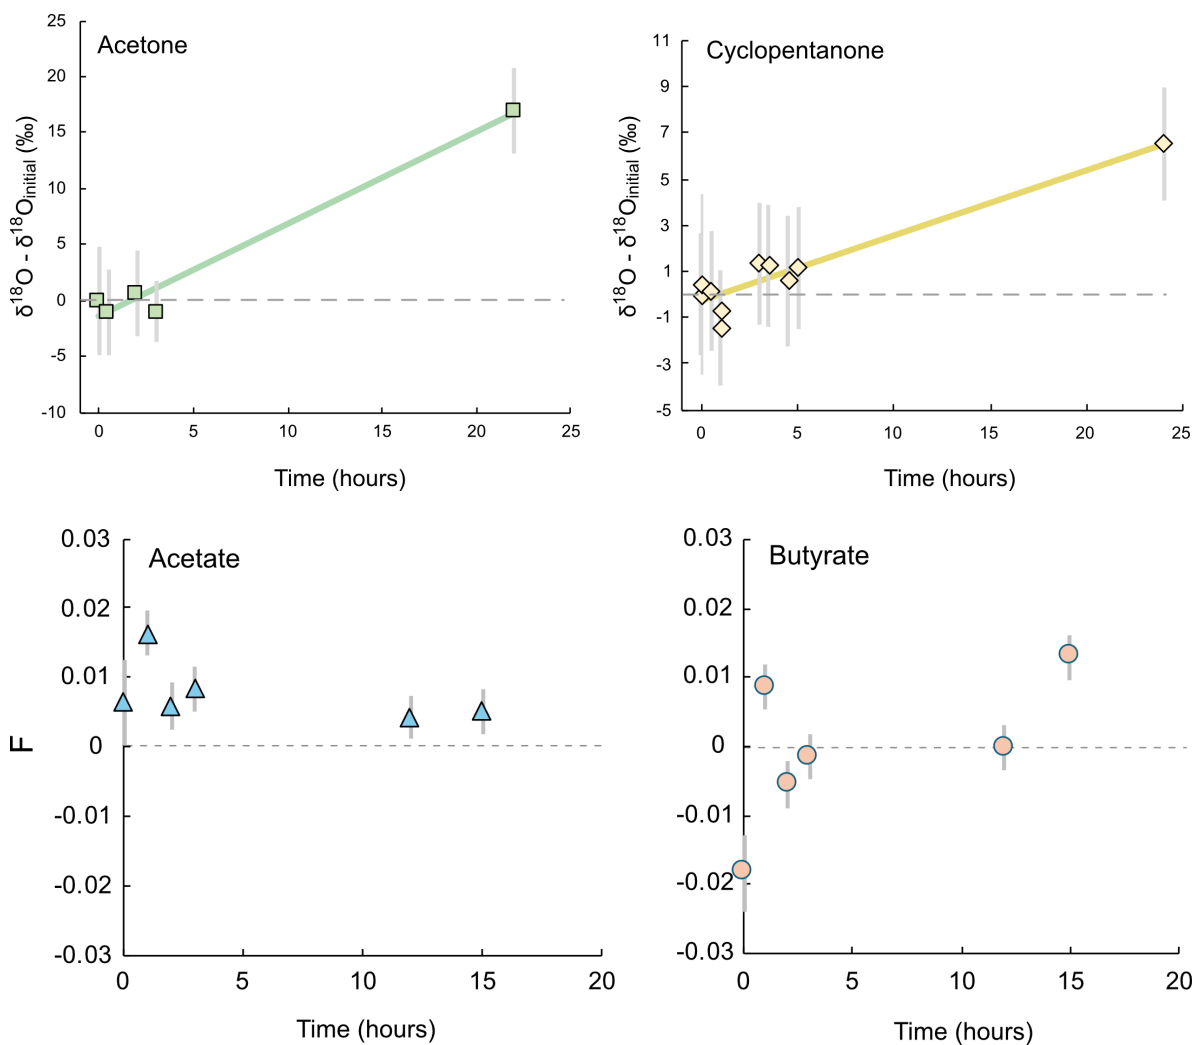 Acetone
25
20
15
10
5
0
-5
-10
δ18O - δ18Oinitial (‰)
0 5 10 15 20 25
Time (hours)
Cyclopentanone
11
9
7
5
3
1
-1
-3
-5
δ18O - δ18Oinitial (‰)
0 5 10 15 20 25
Time (hours)
Acetate
0.03
0.02
0.01
0
-0.01
-0.02
-0.03
F
0 5 10 15 20
Time (hours)
Butyrate
0.03
0.02
0.01
0
-0.01
-0.02
-0.03
0 5 10 15 20
Time (hours)